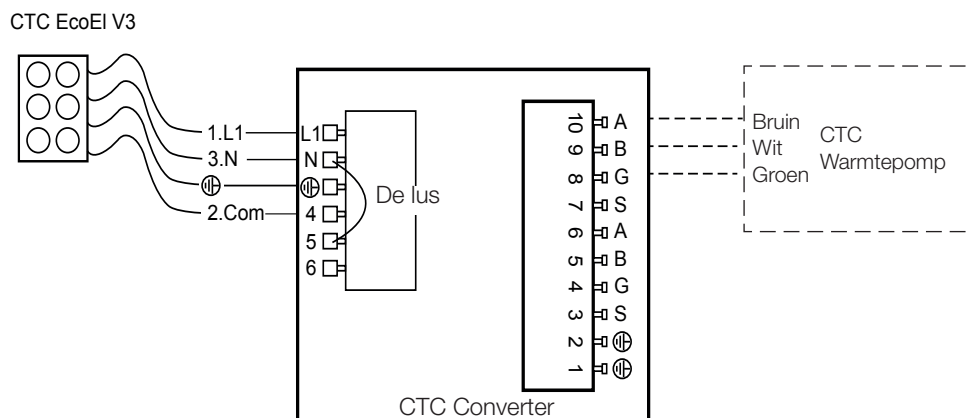 CTC EcoEl V3
1.L1
3.N
2.Com
L1
N
4
5
6
De lus
10 A
9 B
8 G
7 S
6 A
5 B
4 G
3 S
2
1
Bruin
Wit
Groen
CTC
Warmtepomp
CTC Converter